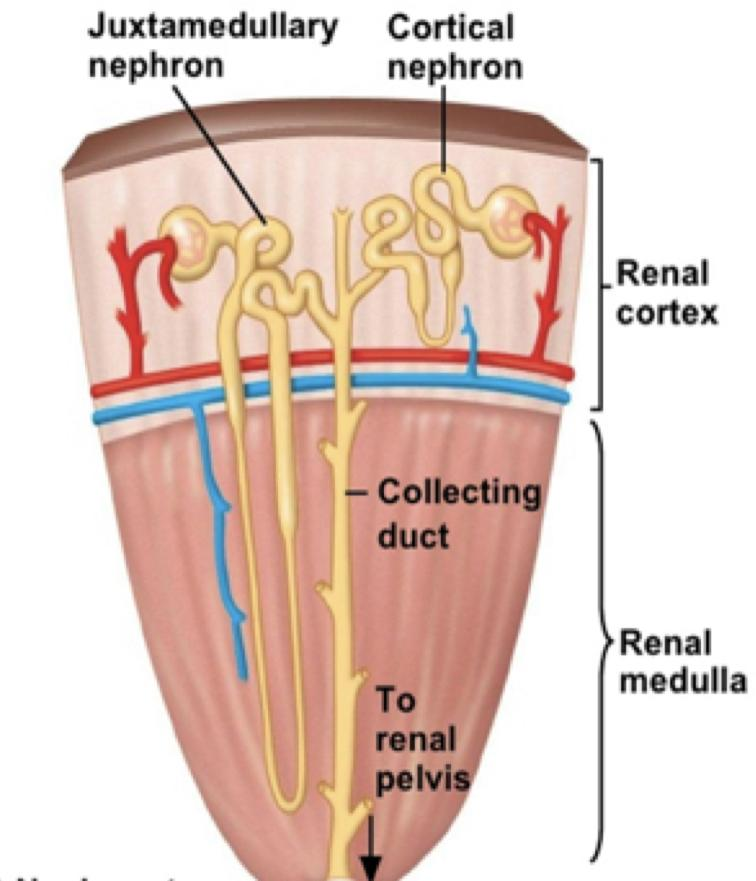 Juxtamedullary
nephron
Cortical
nephron
Renal
cortex
Collecting
duct
Renal
medulla
To
renal
pelvis